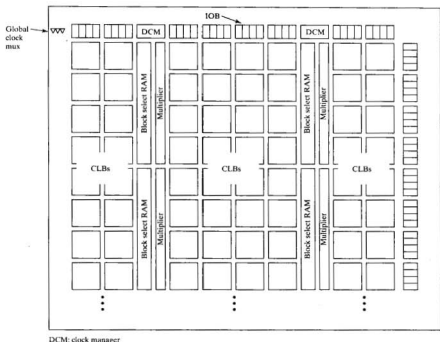 Global
clock
mux
DCM
IOB
DCM
Block select RAM
Multiplier
Block select RAM
Multiplier
CLBs
CLBs
CLBs
Block select RAM
Multiplier
Block select RAM
Multiplier
DCM: clock manager